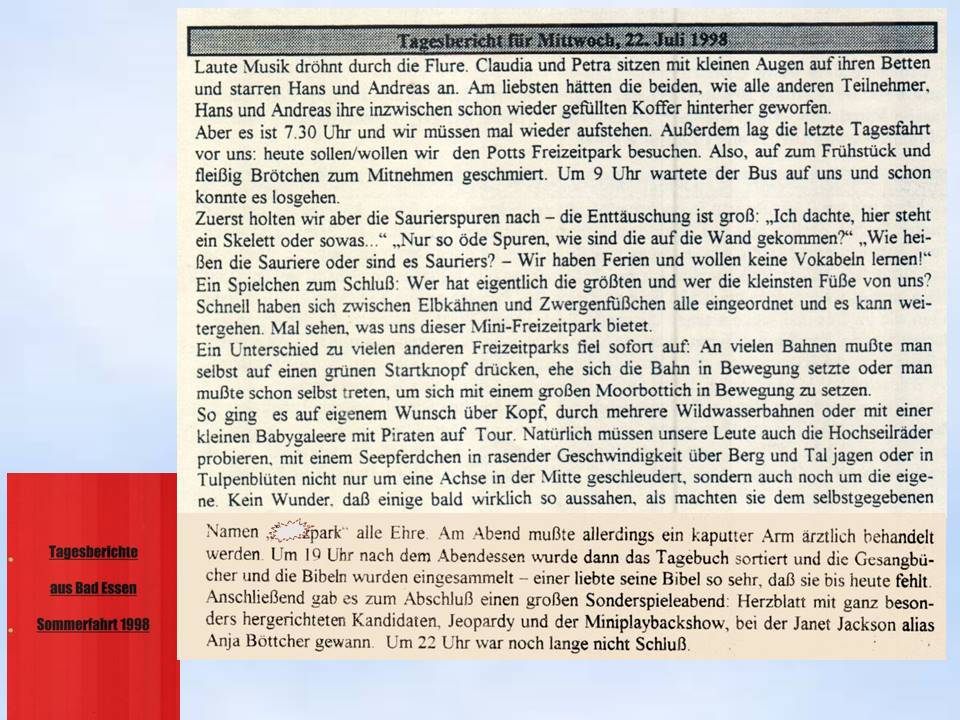 Tagesbericht für Mittwoch, 22. Juli 1998
Laute Musik dröhnt durch die Flure. Claudia und Petra sitzen mit kleinen Augen auf ihren Betten
und starren Hans und Andreas an. Am liebsten hätten die beiden, wie alle anderen Teilnehmer,
Hans und Andreas ihre inzwischen schon wieder gefüllten Koffer hinterher geworfen.
Aber es ist 7.30 Uhr und wir müssen mal wieder aufstehen. Außerdem lag die letzte Tagesfahrt
vor uns: heute sollen/wollen wir den Potts Freizeitpark besuchen. Also, auf zum Frühstück und
fleißig Brötchen zum Mitnehmen geschmiert. Um 9 Uhr wartete der Bus auf uns und schon
konnte es losgehen.
Zuerst holten wir aber die Saurierspuren nach – die Enttäuschung ist groß: „Ich dachte, hier steht
ein Skelett oder sowas...“ „Nur so öde Spuren, wie sind die auf die Wand gekommen?“ „Wie hei-
ßen die Sauriere oder sind es Sauriers? – Wir haben Ferien und wollen keine Vokabeln lernen!“
Ein Spielchen zum Schluß: Wer hat eigentlich die größten und wer die kleinsten Füße von uns?
Schnell haben sich zwischen Elbkähnen und Zwergenfüßchen alle eingeordnet und es kann wei-
tergehen. Mal sehen, was uns dieser Mini-Freizeitpark bietet.
Ein Unterschied zu vielen anderen Freizeitparks fiel sofort auf: An vielen Bahnen mußte man
selbst auf einen grünen Startknopf drücken, ehe sich die Bahn in Bewegung setzte oder man
mußte schon selbst treten, um sich mit einem großen Moorbottich in Bewegung zu setzen.
So ging es auf eigenem Wunsch über Kopf, durch mehrere Wildwasserbahnen oder mit einer
kleinen Babygaleere mit Piraten auf Tour. Natürlich müssen unsere Leute auch die Hochseilräder
probieren, mit einem Seepferdchen in rasender Geschwindigkeit über Berg und Tal jagen oder in
Tulpenblüten nicht nur um eine Achse in der Mitte geschleudert, sondern auch noch um die eige-
ne. Kein Wunder, daß einige bald wirklich so aussahen, als machten sie dem selbstgegebenen
Namen „park“ alle Ehre. Am Abend mußte allerdings ein kaputter Arm ärztlich behandelt
werden. Um 19 Uhr nach dem Abendessen wurde dann das Tagebuch sortiert und die Gesangbü-
cher und die Bibeln wurden eingesammelt – einer liebte seine Bibel so sehr, daß sie bis heute fehlt.
Anschließend gab es zum Abschluß einen großen Sonderspieleabend: Herzblatt mit ganz beson-
ders hergerichteten Kandidaten, Jeopardy und der Miniplaybackshow, bei der Janet Jackson alias
Anja Böttcher gewann. Um 22 Uhr war noch lange nicht Schluß.
Tagesberichte
aus Bad Essen
Sommerfahrt 1998